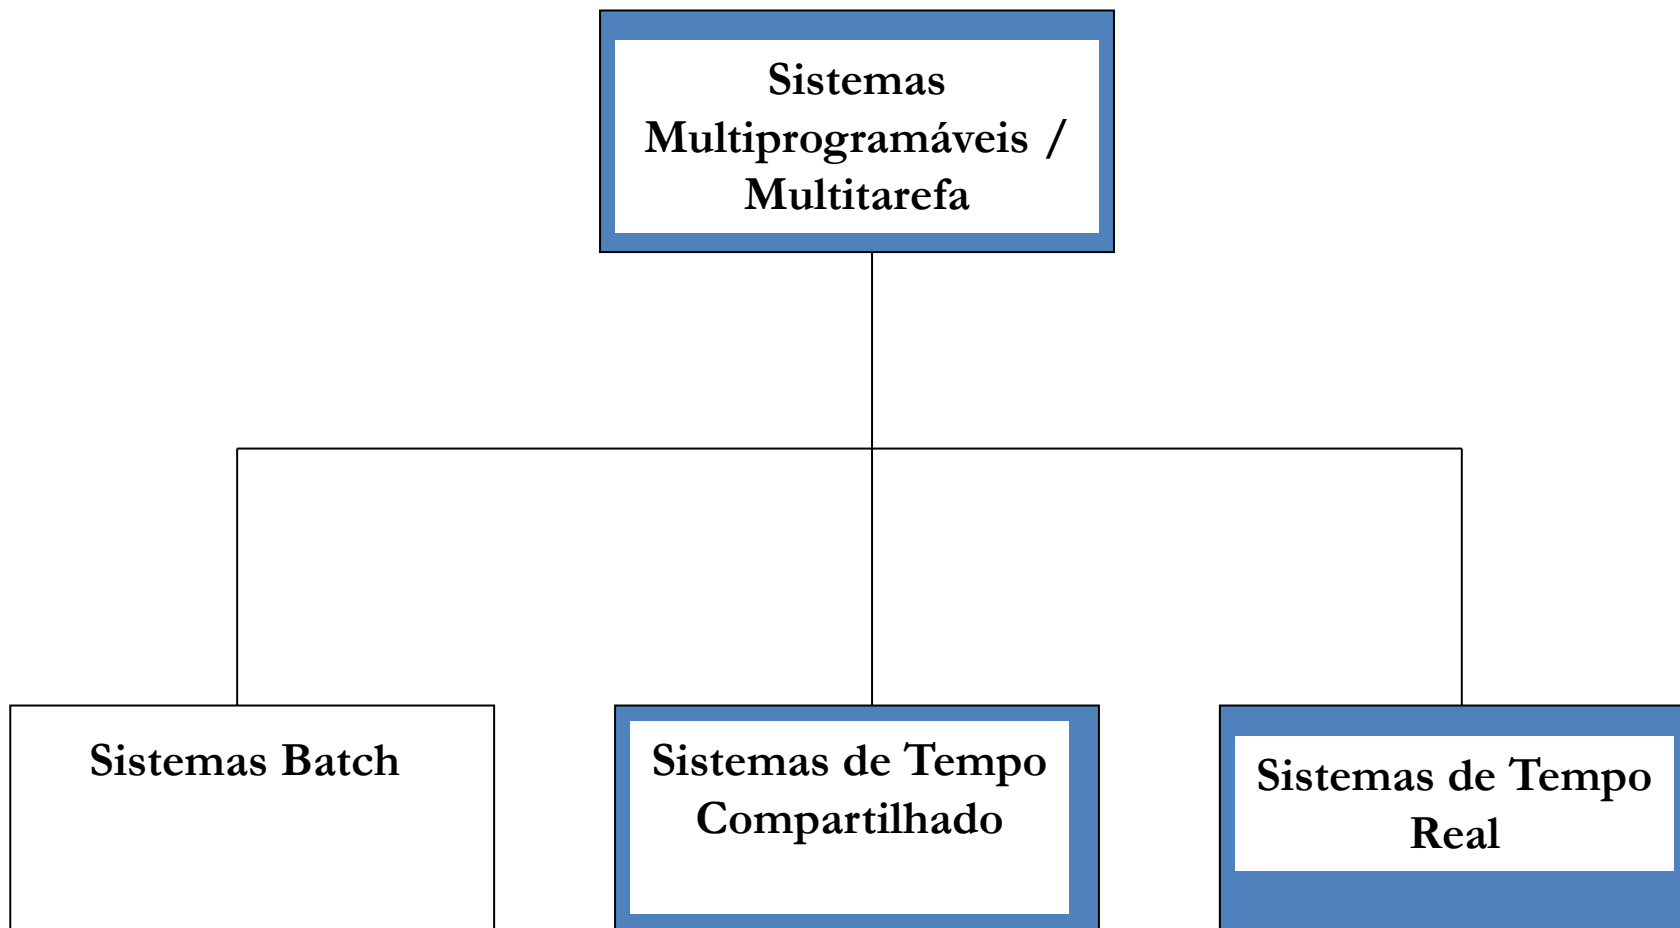 Sistemas
Multiprogramáveis /
Multitarefa
Sistemas Batch
Sistemas de Tempo
Compartilhado
Sistemas de Tempo
Real